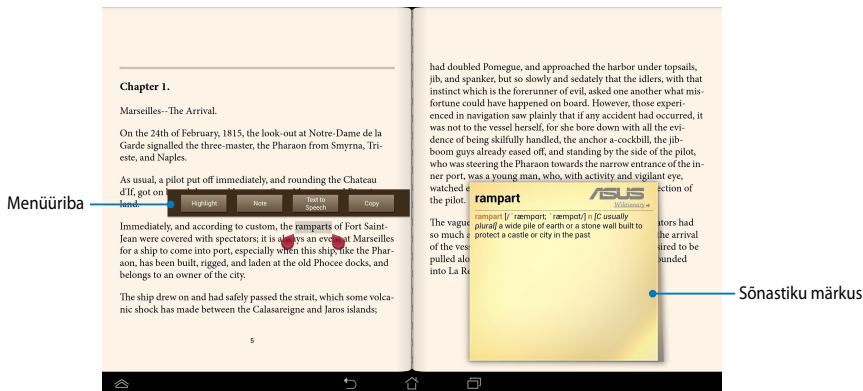 Menüüriba
Chapter 1.
Marseilles--The Arrival.
On the 24th of February, 1815, the look-out at Notre-Dame de la
Garde signalled the three-master, the Pharaon from Smyrna, Tri-
este, and Naples.
As usual, a pilot put off immediately, and rounding the Chateau
d'If, got on
land.
Highlight
Note
Text to
Speech
Copy
Immediately, and according to custom, the ramparts of Fort Saint-
Jean were covered with spectators; it is always an event at Marseilles
for a ship to come into port, especially when this ship, like the Phar-
aon, has been built, rigged, and laden at the old Phocee docks, and
belongs to an owner of the city.
The ship drew on and had safely passed the strait, which some volca-
nic shock has made between the Calasareigne and Jaros islands;
5
had doubled Pomegue, and approached the harbor under topsails,
jib, and spanker, but so slowly and sedately that the idlers, with that
instinct which is the forerunner of evil, asked one another what mis-
fortune could have happened on board. However, those experi-
enced in navigation saw plainly that if any accident had occurred, it
was not to the vessel herself, for she bore down with all the evi-
dence of being skilfully handled, the anchor a-cockbill, the jib-
boom guys already eased off, and standing by the side of the pilot,
who was steering the Pharaon towards the narrow entrance of the in-
ner port, was a young man, who, with activity and vigilant eye,
watched
the pilot.
The vague
so much
of the
pulled
into La
rampart
ASUS
Wiktionary
rampart [/ˈræmpɔrt; ˈræmpət/] n [C usually
plural] a wide pile of earth or a stone wall built to
protect a castle or city in the past
ection of
ators had
the arrival
sired to be
ounded
Sõnastiku märkus